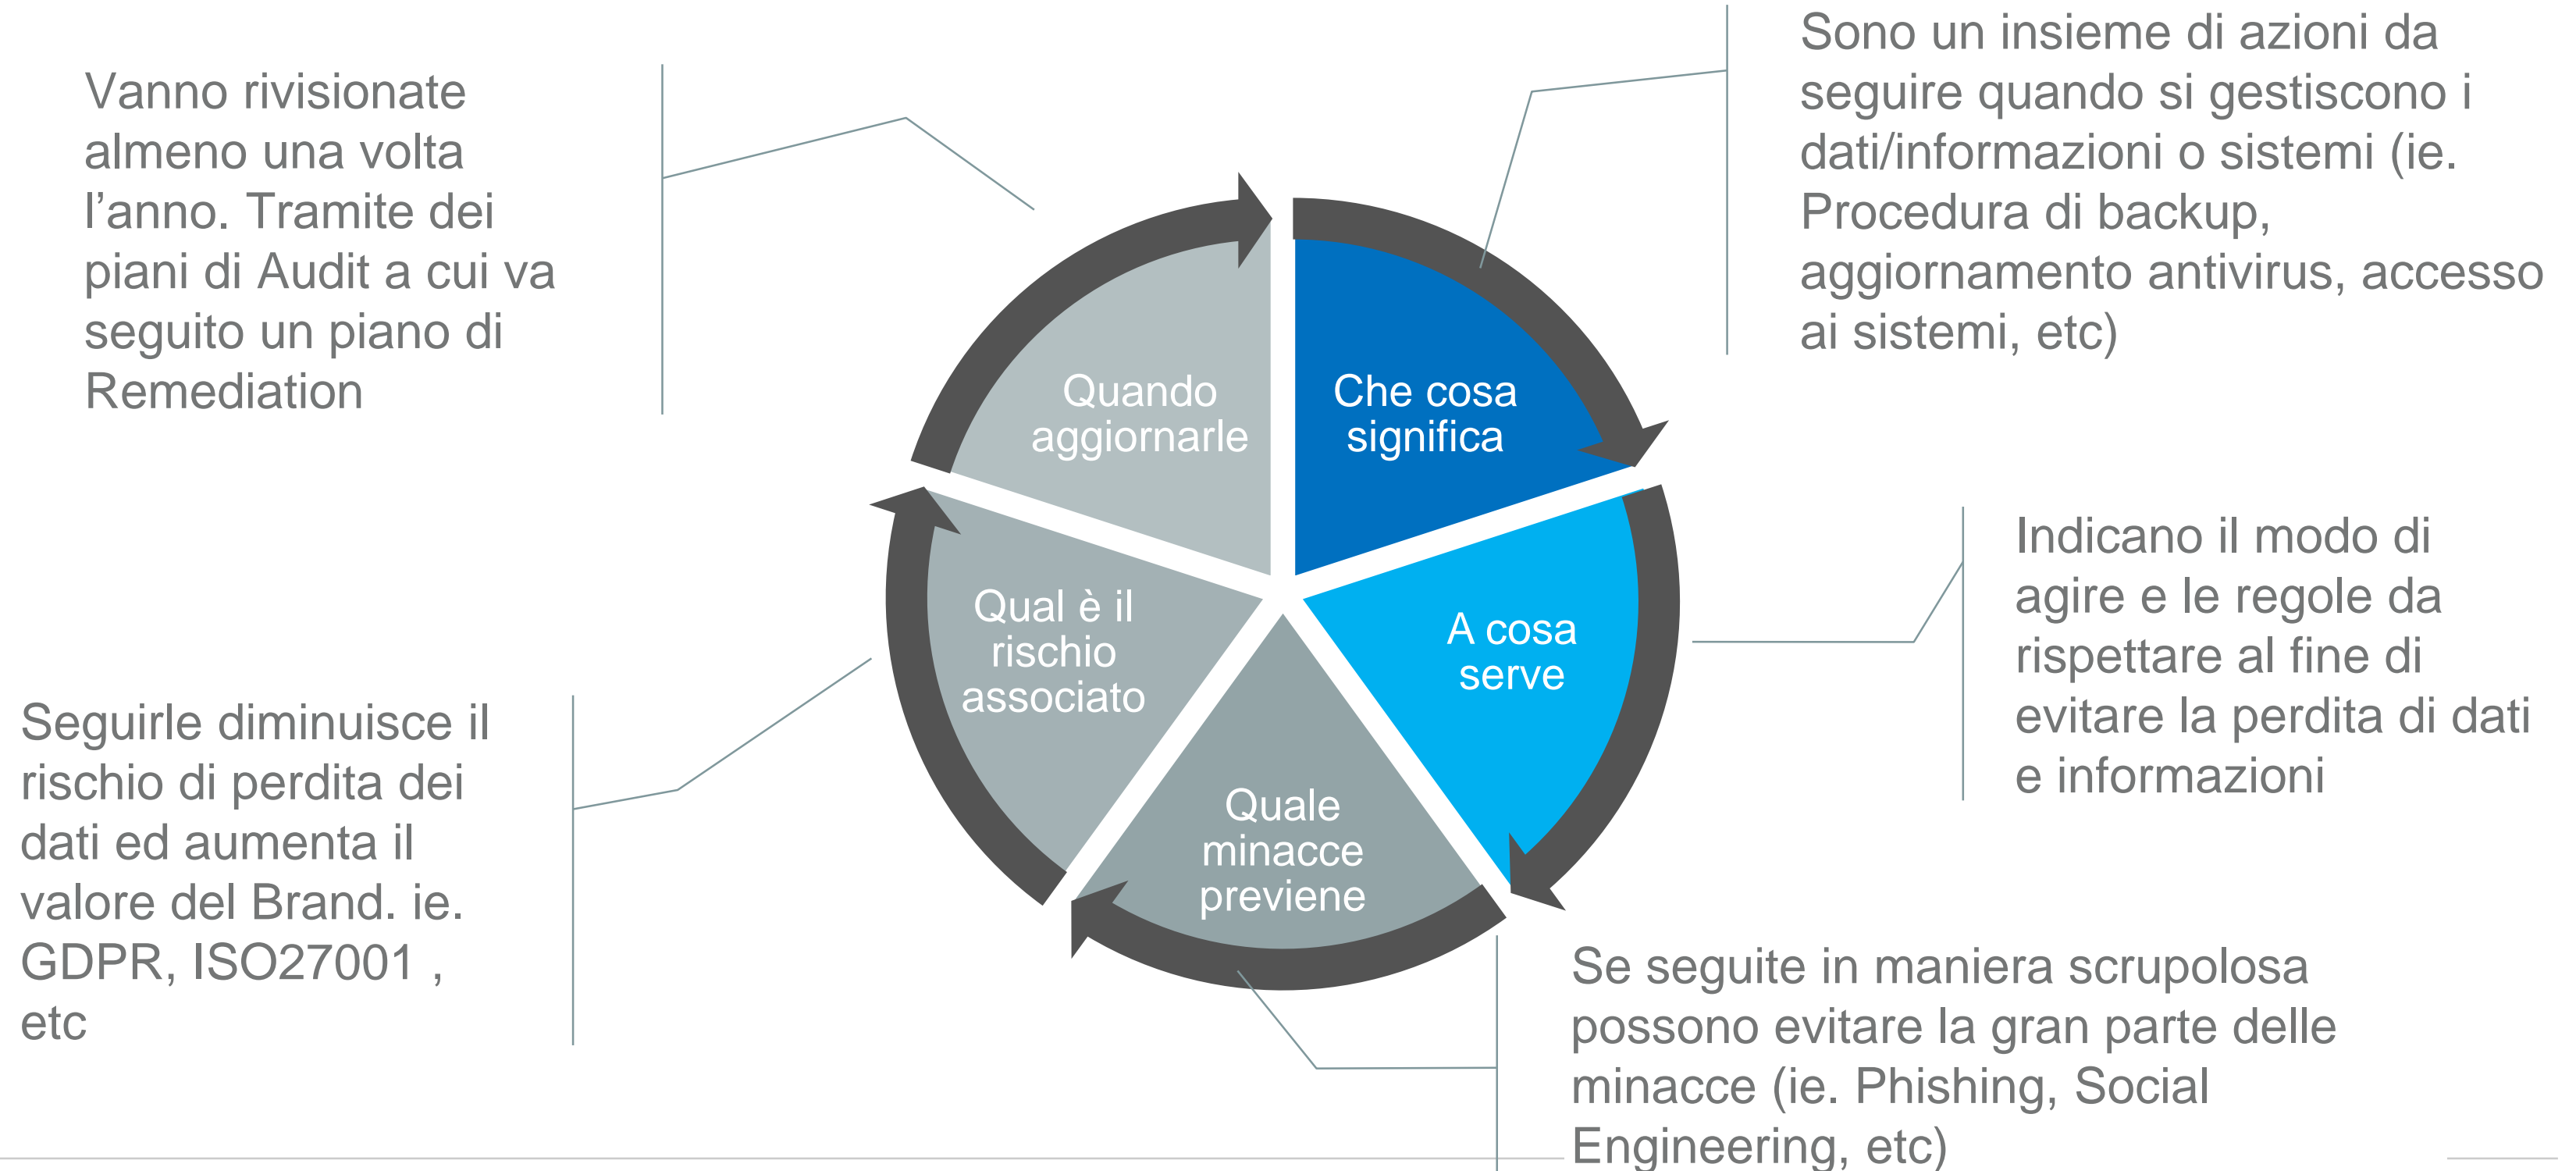 Vanno rivisionate
almeno una volta
l’anno. Tramite dei
piani di Audit a cui va
seguito un piano di
Remediation
Sono un insieme di azioni da
seguire quando si gestiscono i
dati/informazioni o sistemi (ie.
Procedura di backup,
aggiornamento antivirus, accesso
ai sistemi, etc)
Quando
aggiornarle
Che cosa
significa
Qual è il
rischio
associato
A cosa
serve
Quale
minacce
previene
Indicano il modo di
agire e le regole da
rispettare al fine di
evitare la perdita di dati
e informazioni
Seguirle diminuisce il
rischio di perdita dei
dati ed aumenta il
valore del Brand. ie.
GDPR, ISO27001 ,
etc
Se seguite in maniera scrupolosa
possono evitare la gran parte delle
minacce (ie. Phishing, Social
Engineering, etc)